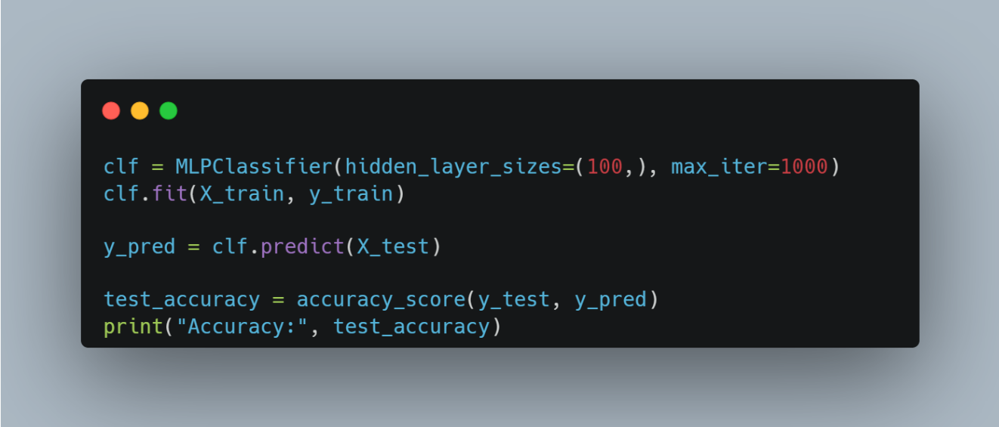 clf = MLPClassifier(hidden_layer_sizes=(100,), max_iter=1000)
clf.fit(X_train, y_train)
y_pred = clf.predict(X_test)
test_accuracy = accuracy_score(y_test, y_pred)
print("Accuracy:", test_accuracy)